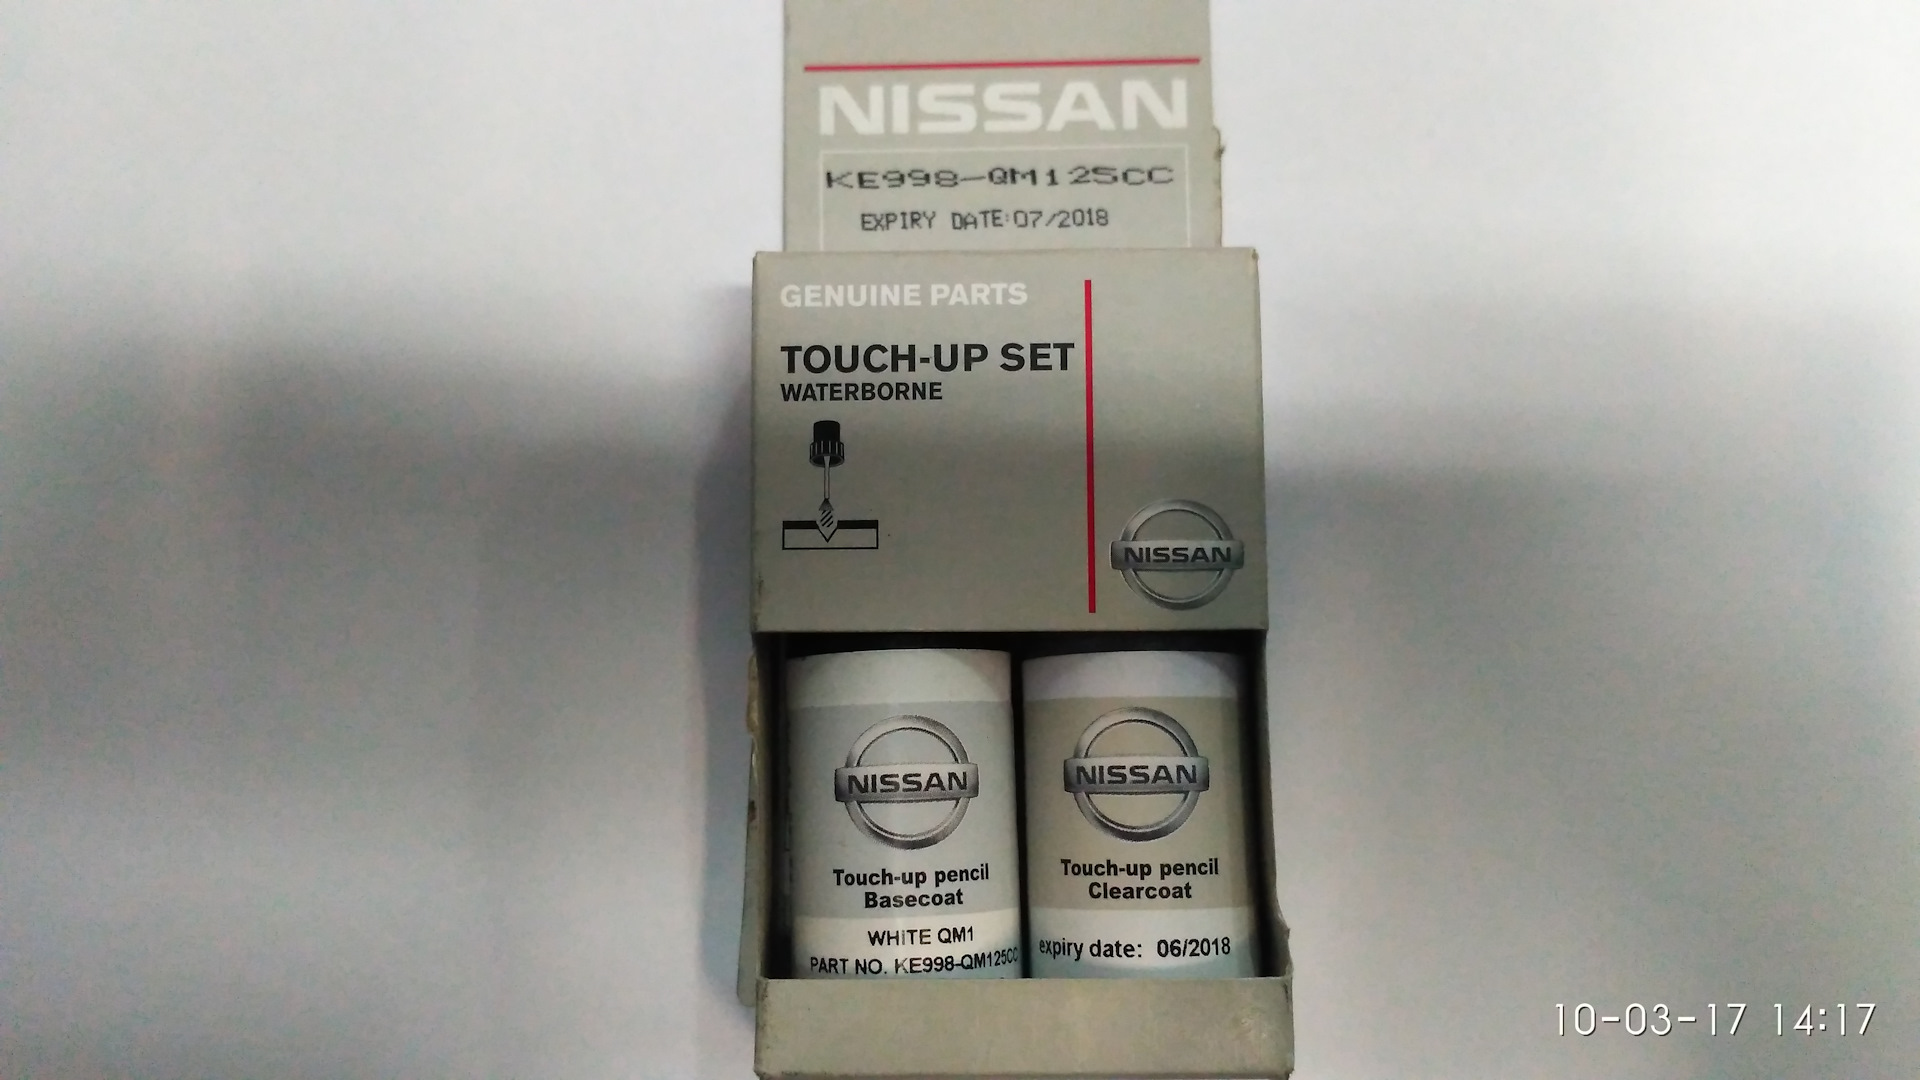 NISSAN
KE998-QM125CC
EXPIRY DATE:07/2018
GENUINE PARTS
TOUCH-UP SET
WATERBORNE
NISSAN
NISSAN
Touch-up pencil
Basecoat
WHITE QM1
PART NO. KE998-QM125CC
NISSAN
Touch-up pencil
Clearcoat
expiry date: 06/2018
10-03-17 14:17